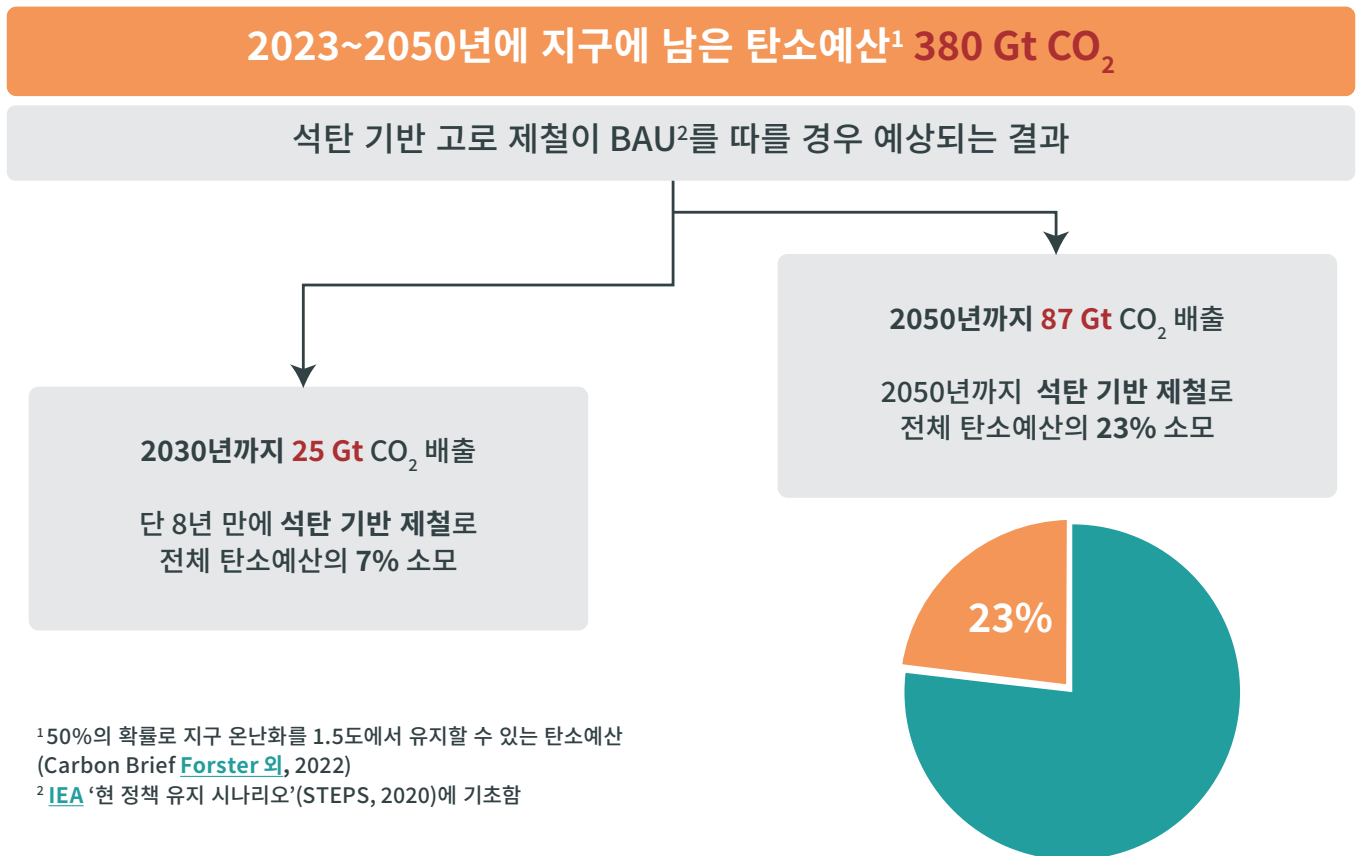 2023~2050년에 지구에 남은 탄소예산¹ 380 Gt CO₂
석탄 기반 고로 제철이 BAU²를 따를 경우 예상되는 결과
2050년까지 87 Gt CO₂ 배출
2050년까지 석탄 기반 제철로
전체 탄소예산의 23% 소모
2030년까지 25 Gt CO₂ 배출
단 8년 만에 석탄 기반 제철로
전체 탄소예산의 7% 소모
23%
¹ 50%의 확률로 지구 온난화를 1.5도에서 유지할 수 있는 탄소예산
(Carbon Brief Forster 외, 2022)
² IEA ‘현 정책 유지 시나리오’(STEPS, 2020)에 기초함